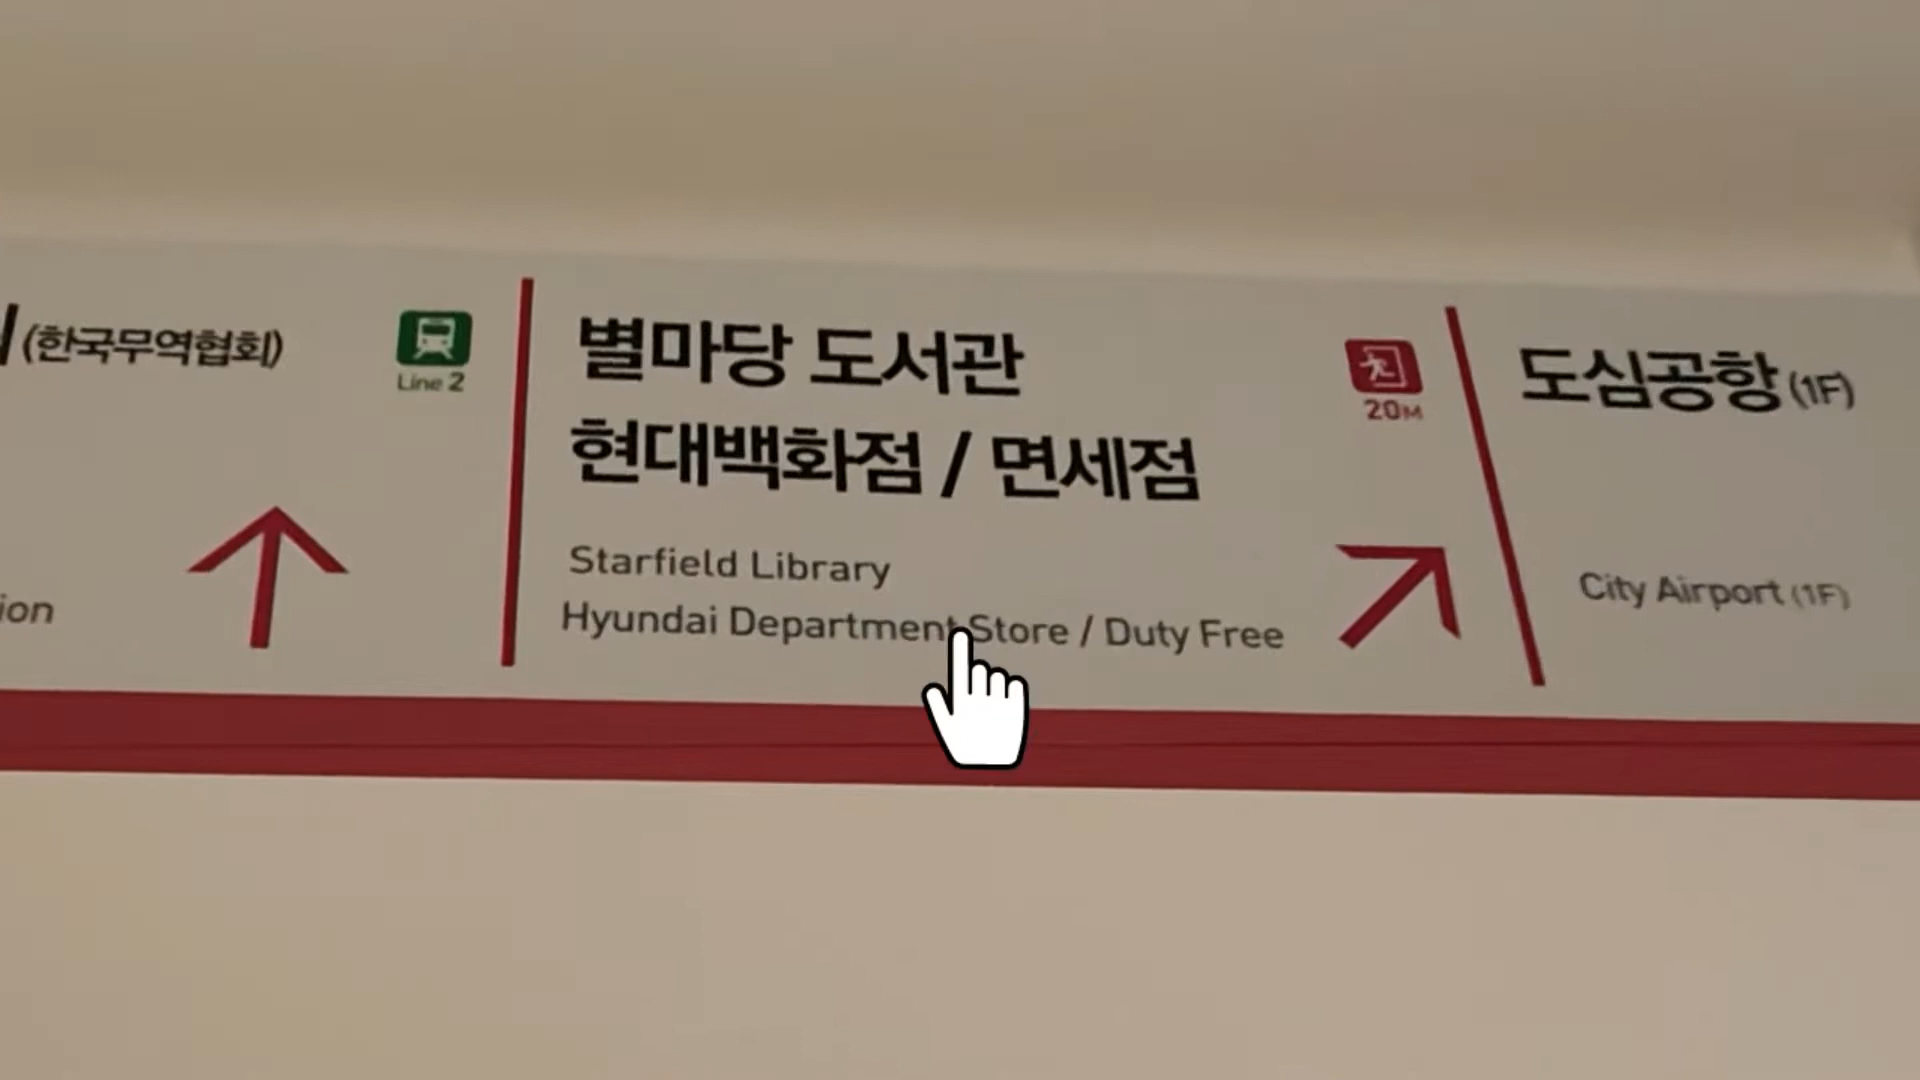 (한국무역협회)
Line 2
별마당 도서관
현대백화점 / 면세점
Starfield Library
Hyundai Department Store / Duty Free
20M
도심공항 (1F)
City Airport (1F)